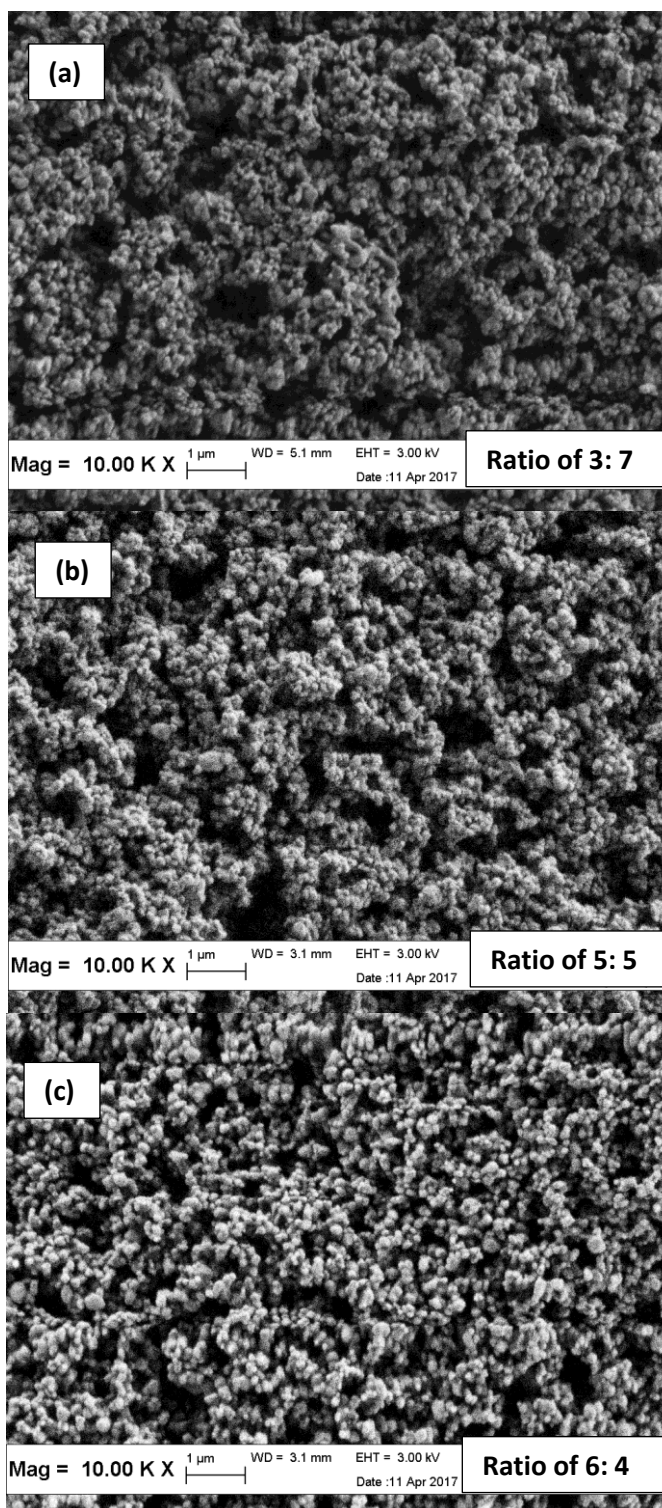 (a)
Mag = 10.00 K X 1 µm WD = 5.1 mm EHT = 3.00 kV
Date :11 Apr 2017
Ratio of 3: 7
(b)
Mag = 10.00 K X 1 µm WD = 3.1 mm EHT = 3.00 kV
Date :11 Apr 2017
Ratio of 5: 5
(c)
Mag = 10.00 K X 1 µm WD = 3.1 mm EHT = 3.00 kV
Date :11 Apr 2017
Ratio of 6: 4